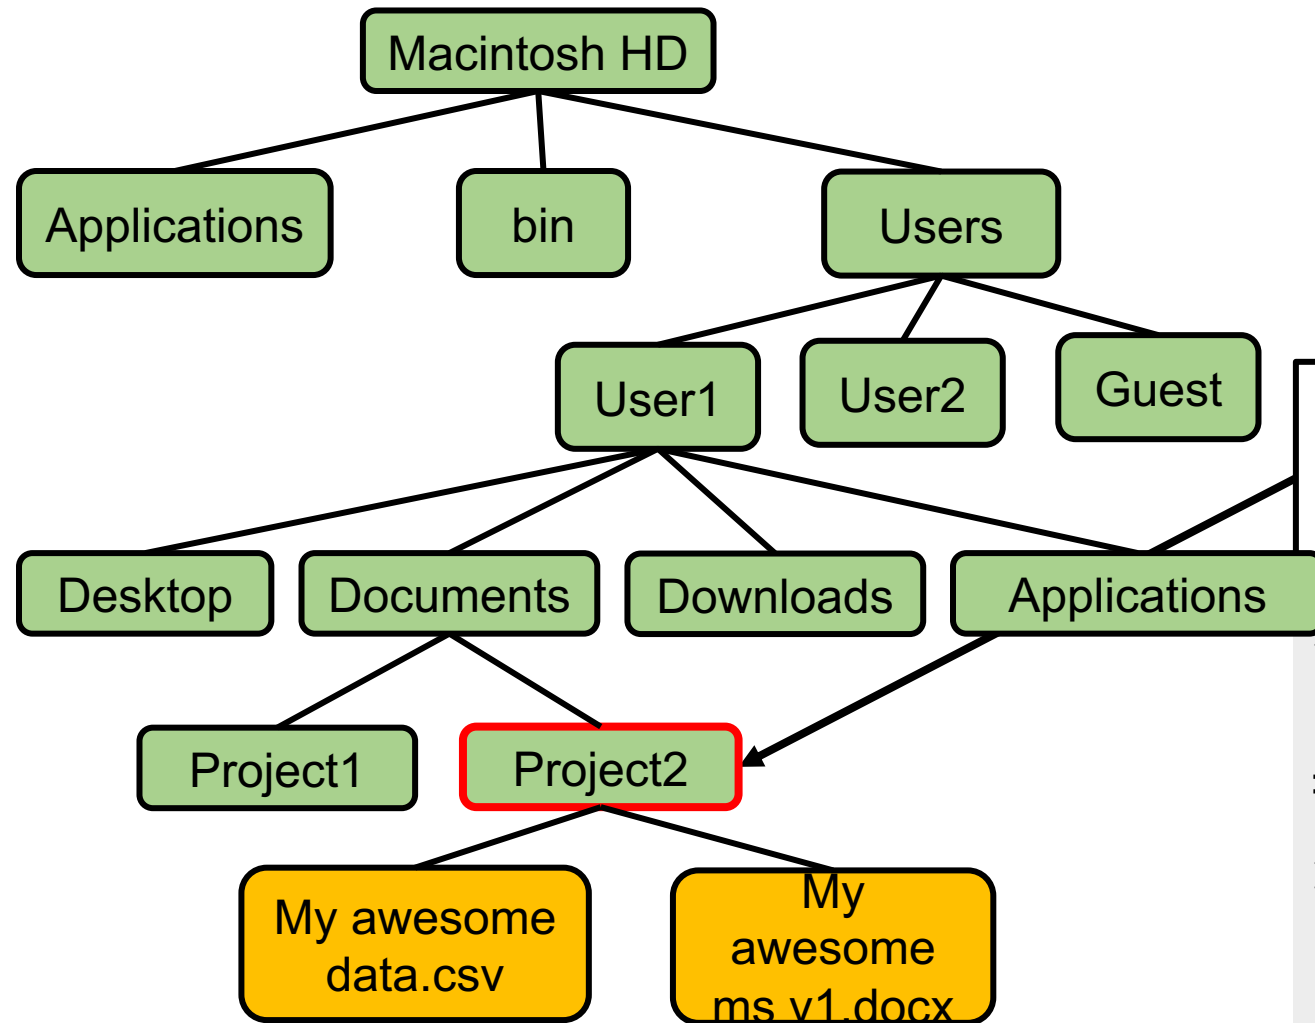 Macintosh HD
Applications
bin
Users
User1
User2
Guest
Desktop
Documents
Downloads
Applications
Project1
Project2
My awesome
data.csv
My
awesome
ms v1.docx